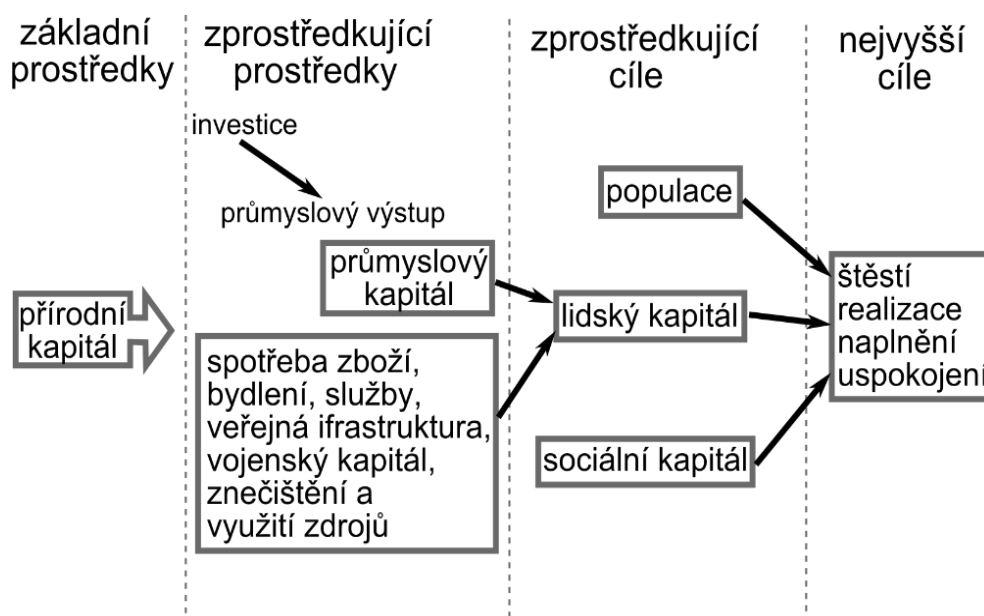 základní
prostředky
zprostředkující
prostředky
zprostředkující
cíle
nejvyšší
cíle
investice
průmyslový výstup
populace
průmyslový
kapitál
přírodní
kapitál
lidský kapitál
štěstí
realizace
naplnění
uspokojení
spotřeba zboží,
bydlení, služby,
veřejná ifrastruktura,
vojenský kapitál,
znečištění a
využití zdrojů
sociální kapitál